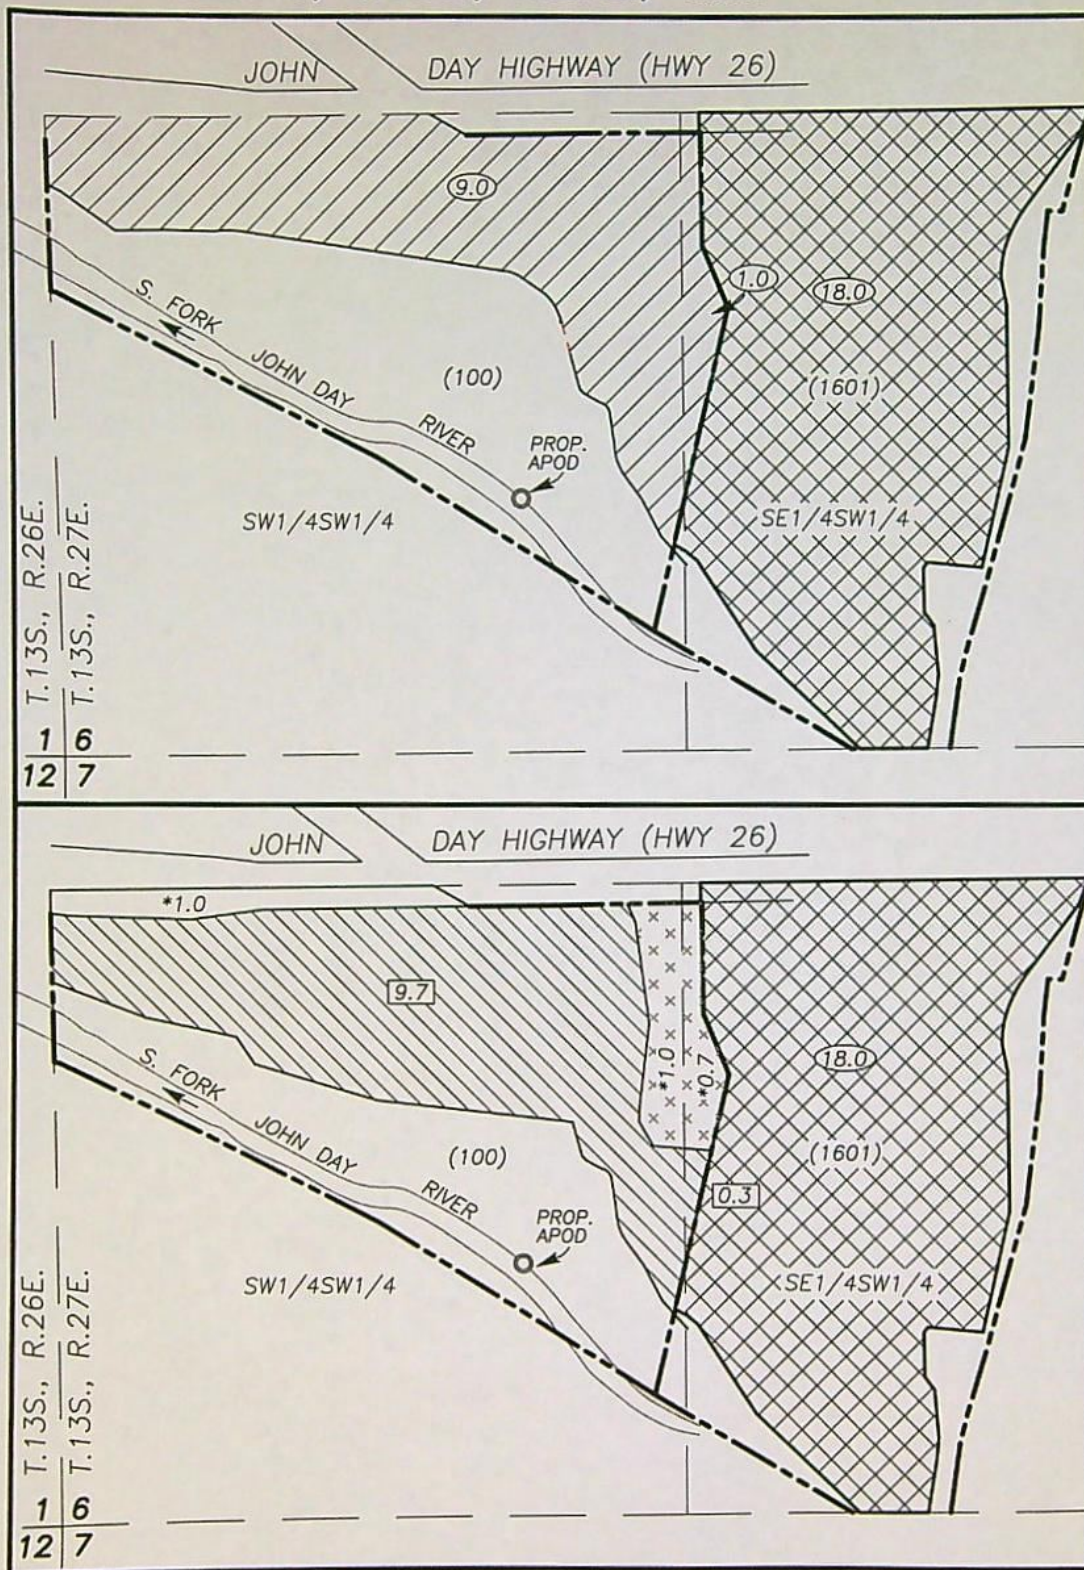 JOHN DAY HIGHWAY (HWY 26)
9.0
1.0
18.0
S. FORK
JOHN DAY
RIVER
(100)
(1601)
PROP.
APOD
SW1/4SW1/4
SE1/4SW1/4
T.13S., R.26E.
T.13S., R.27E.
1 6
12 7
JOHN DAY HIGHWAY (HWY 26)
*1.0
9.7
*1.0
*0.7
18.0
S. FORK
JOHN DAY
RIVER
(100)
(1601)
0.3
PROP.
APOD
SW1/4SW1/4
SE1/4SW1/4
T.13S., R.26E.
T.13S., R.27E.
1 6
12 7